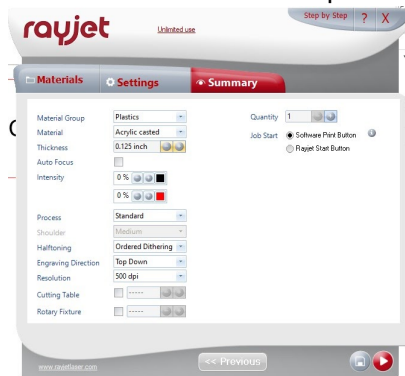 rayjet
Unlimited use
Step by Step ? X
Materials Settings Summary
Material Group Plastics
Material Acrylic casted
Thickness 0.125 inch
Auto Focus
Intensity 0 %
0 %
Process Standard
Shoulder Medium
Halftoning Ordered Dithering
Engraving Direction Top Down
Resolution 500 dpi
Cutting Table -----
Rotary Fixture -----
Quantity 1
Job Start Software Print Button
Rayjet Start Button
<< Previous
www.rayjetlaser.com